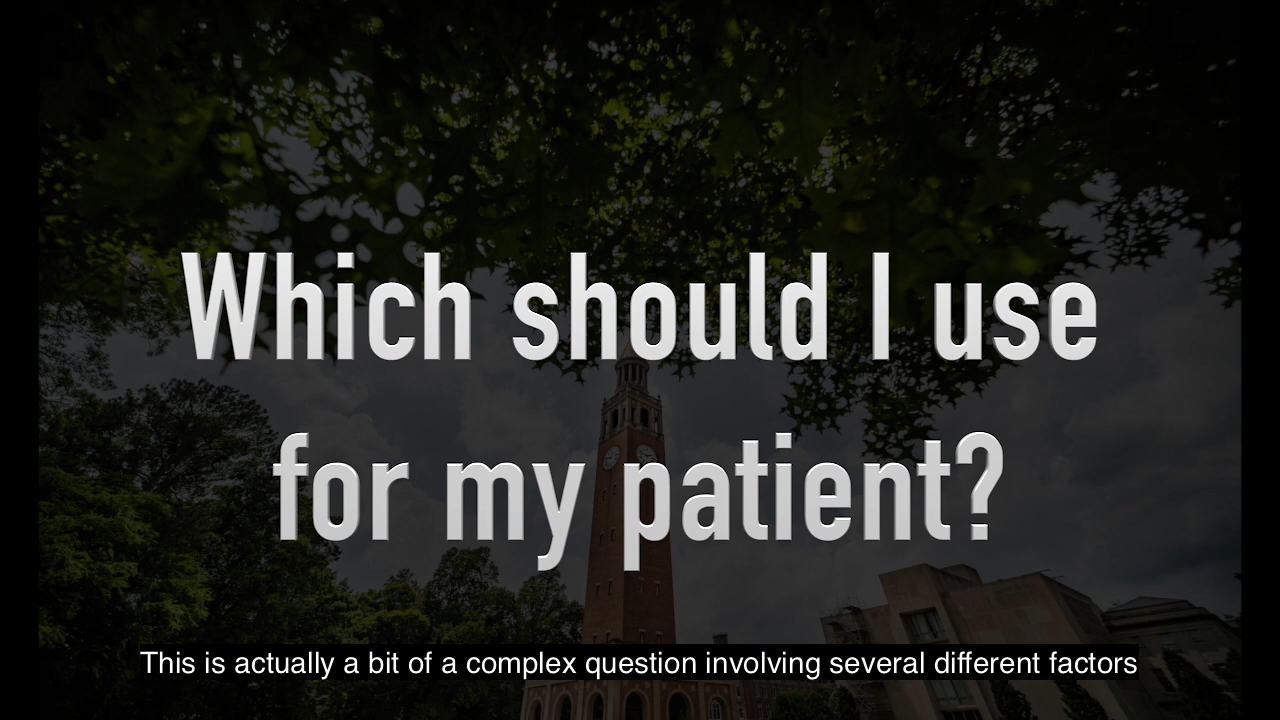 Which should I use
for my patient?
This is actually a bit of a complex question involving several different factors